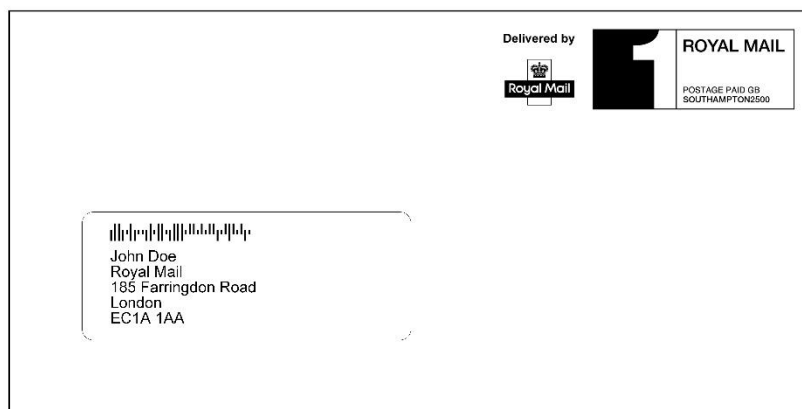 Delivered by
Royal Mail
1
ROYAL MAIL
POSTAGE PAID GB
SOUTHAMPTON2500
John Doe
Royal Mail
185 Farringdon Road
London
EC1A 1AA